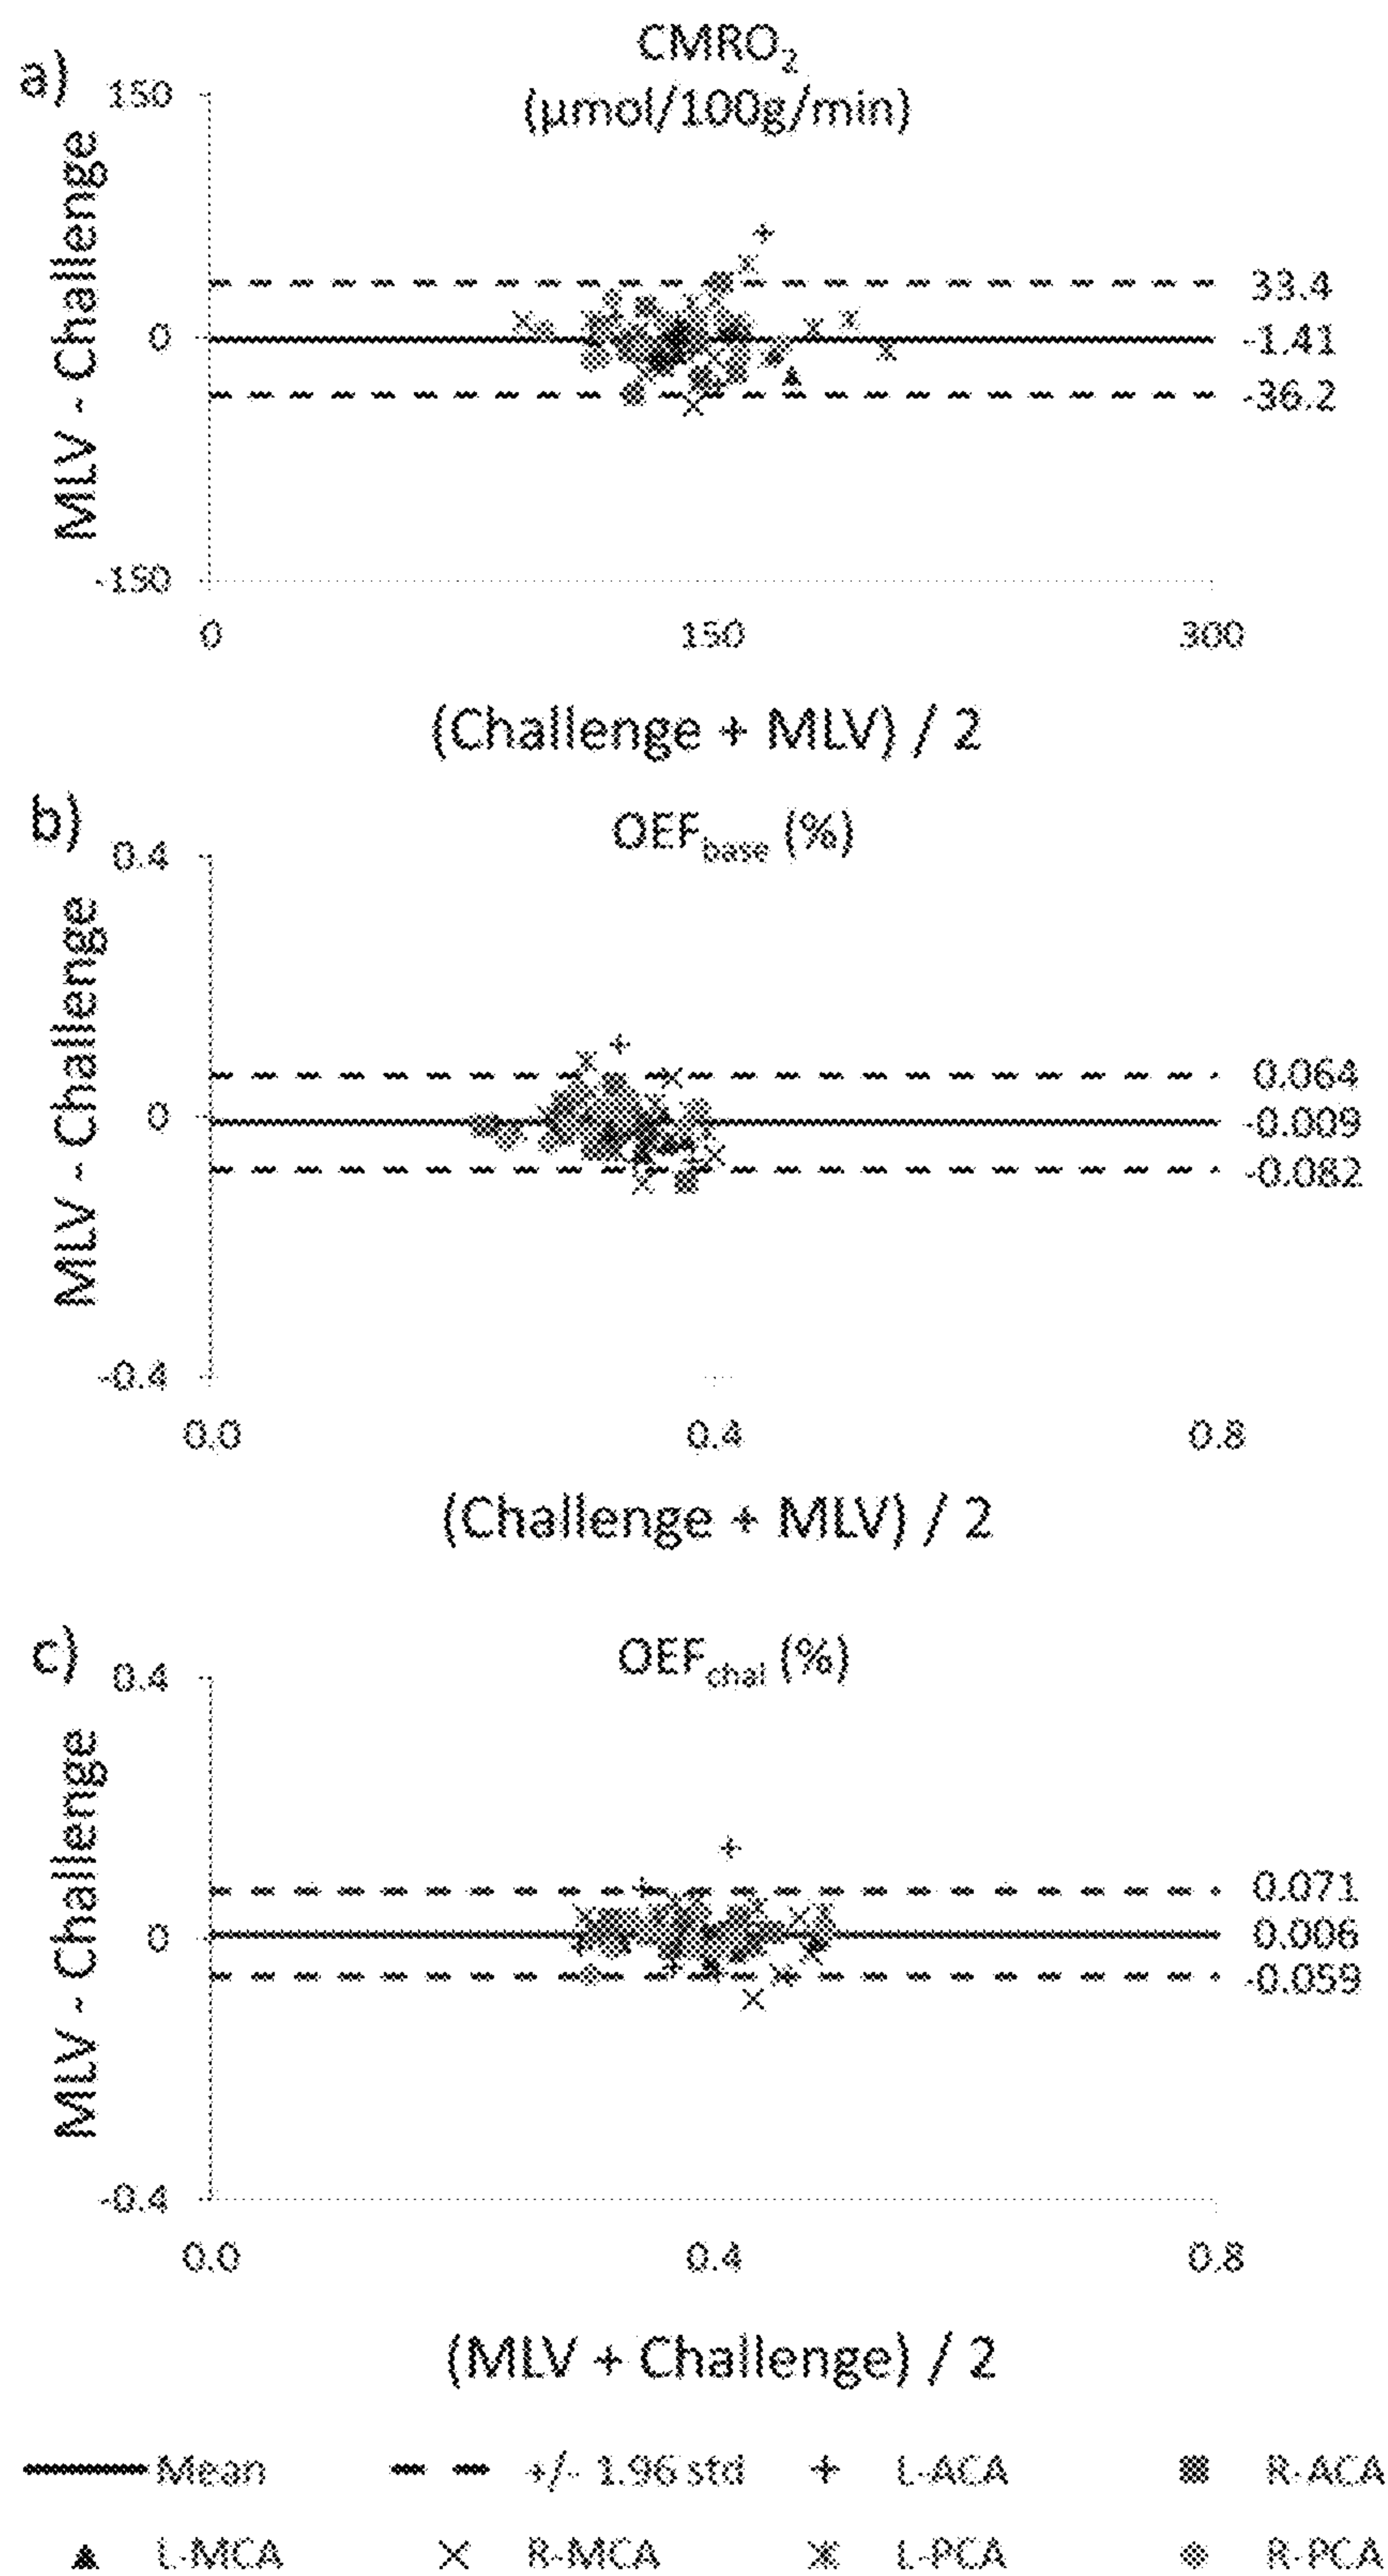 a)
CMRO2
(µmol/100g/min)
150
0
-150
MLV - Challenge
33.4
-1.41
-36.2
0 150 300
(Challenge + MLV) / 2
b)
OEFbase (%)
0.4
0
-0.4
MLV - Challenge
0.064
-0.009
-0.082
0.0 0.4 0.8
(Challenge + MLV) / 2
c)
OEFchal (%)
0.4
0
-0.4
MLV - Challenge
0.071
0.006
-0.059
0.0 0.4 0.8
(MLV + Challenge) / 2
Mean +/- 1.96 std L-ACA R-ACA
L-MCA R-MCA L-PCA R-PCA